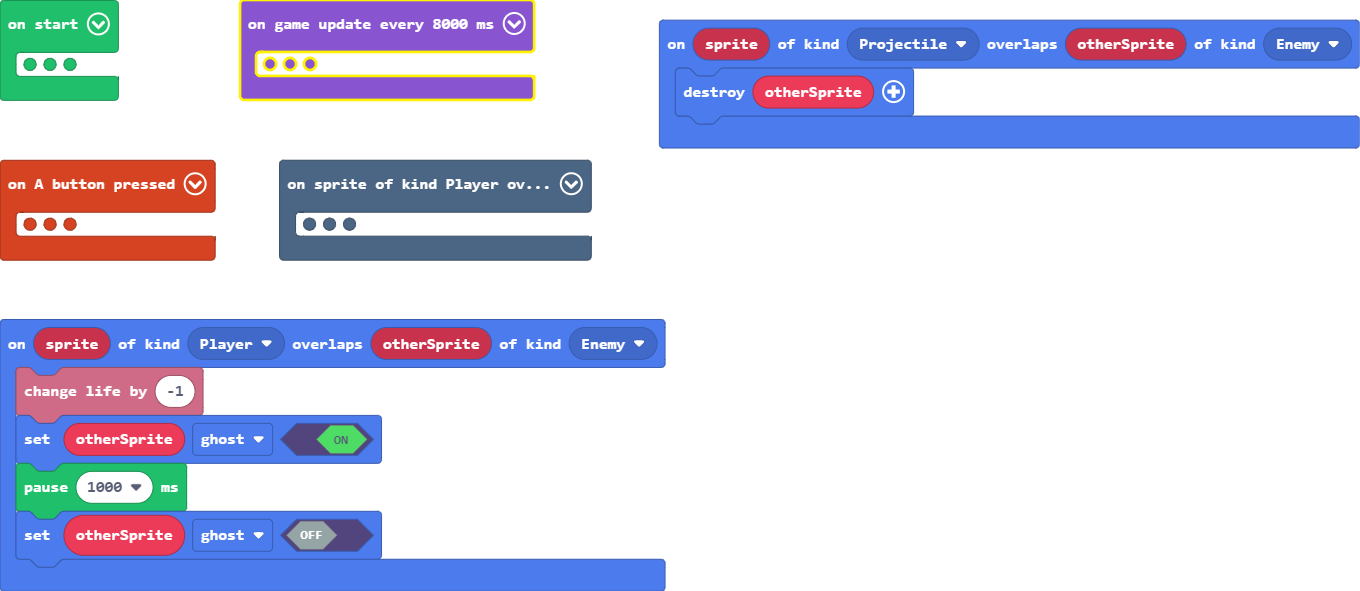 on start
on game update every 8000 ms
on sprite of kind Projectile overlaps otherSprite of kind Enemy
destroy otherSprite
on A button pressed
on sprite of kind Player ov...
on sprite of kind Player overlaps otherSprite of kind Enemy
change life by -1
set otherSprite ghost ON
pause 1000 ms
set otherSprite ghost OFF